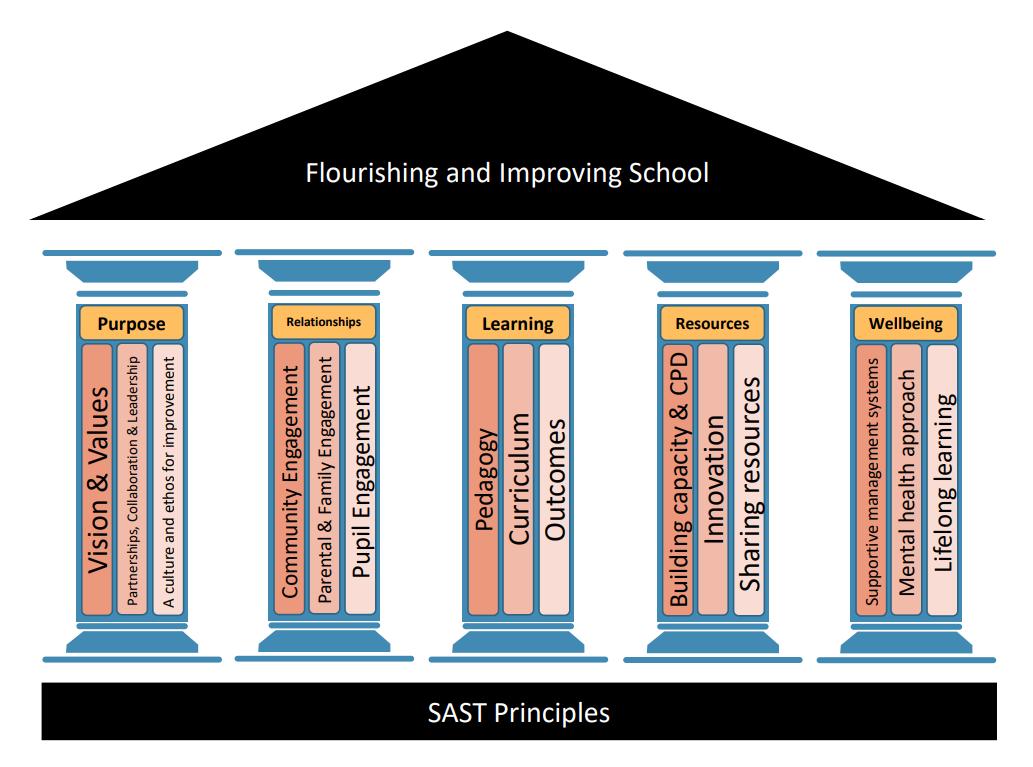 Flourishing and Improving School
Purpose
Vision & Values
Partnerships, Collaboration & Leadership
A culture and ethos for improvement
Relationships
Community Engagement
Parental & Family Engagement
Pupil Engagement
Learning
Pedagogy
Curriculum
Outcomes
Resources
Building capacity & CPD
Innovation
Sharing resources
Wellbeing
Supportive management systems
Mental health approach
Lifelong learning
SAST Principles